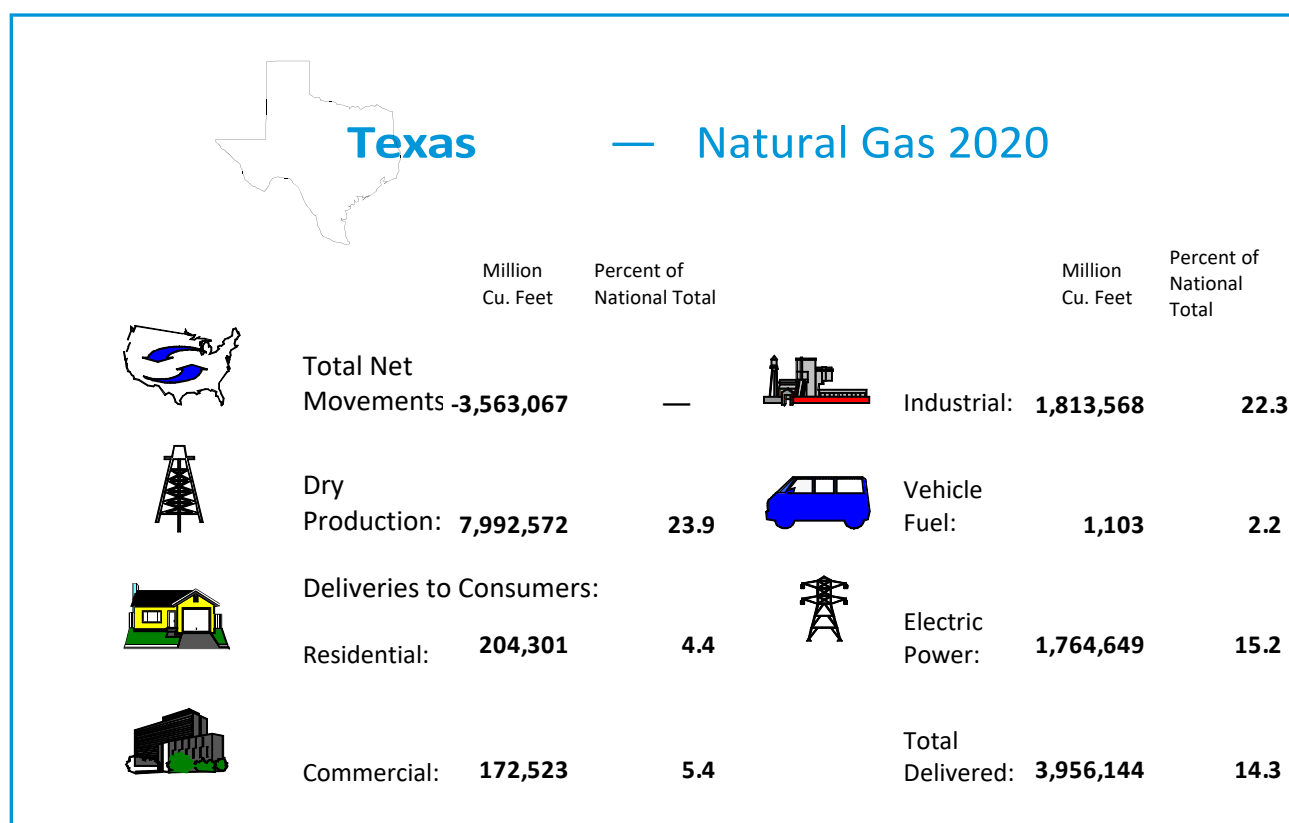 Texas — Natural Gas 2020
Million Percent of
Cu. Feet National Total
Total Net
Movements -3,563,067 —
Dry
Production: 7,992,572 23.9
Deliveries to Consumers:
Residential: 204,301 4.4
Commercial: 172,523 5.4
Million Percent of
Cu. Feet National
Total
Industrial: 1,813,568 22.3
Vehicle
Fuel: 1,103 2.2
Electric
Power: 1,764,649 15.2
Total
Delivered: 3,956,144 14.3